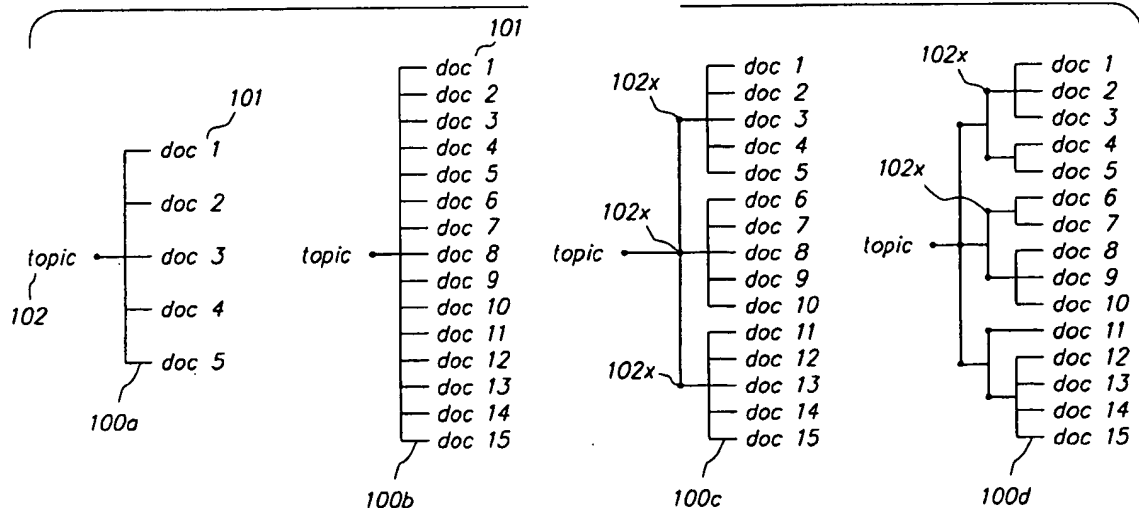 101
doc 1
doc 2
doc 3
doc 4
doc 5
topic
102
100a
101
doc 1
doc 2
doc 3
doc 4
doc 5
doc 6
doc 7
doc 8
doc 9
doc 10
doc 11
doc 12
doc 13
doc 14
doc 15
topic
100b
102x
doc 1
doc 2
doc 3
doc 4
doc 5
102x
doc 6
doc 7
doc 8
doc 9
doc 10
topic
102x
doc 11
doc 12
doc 13
doc 14
doc 15
100c
102x
doc 1
doc 2
doc 3
doc 4
doc 5
102x
doc 6
doc 7
doc 8
doc 9
doc 10
topic
doc 11
doc 12
doc 13
doc 14
doc 15
100d